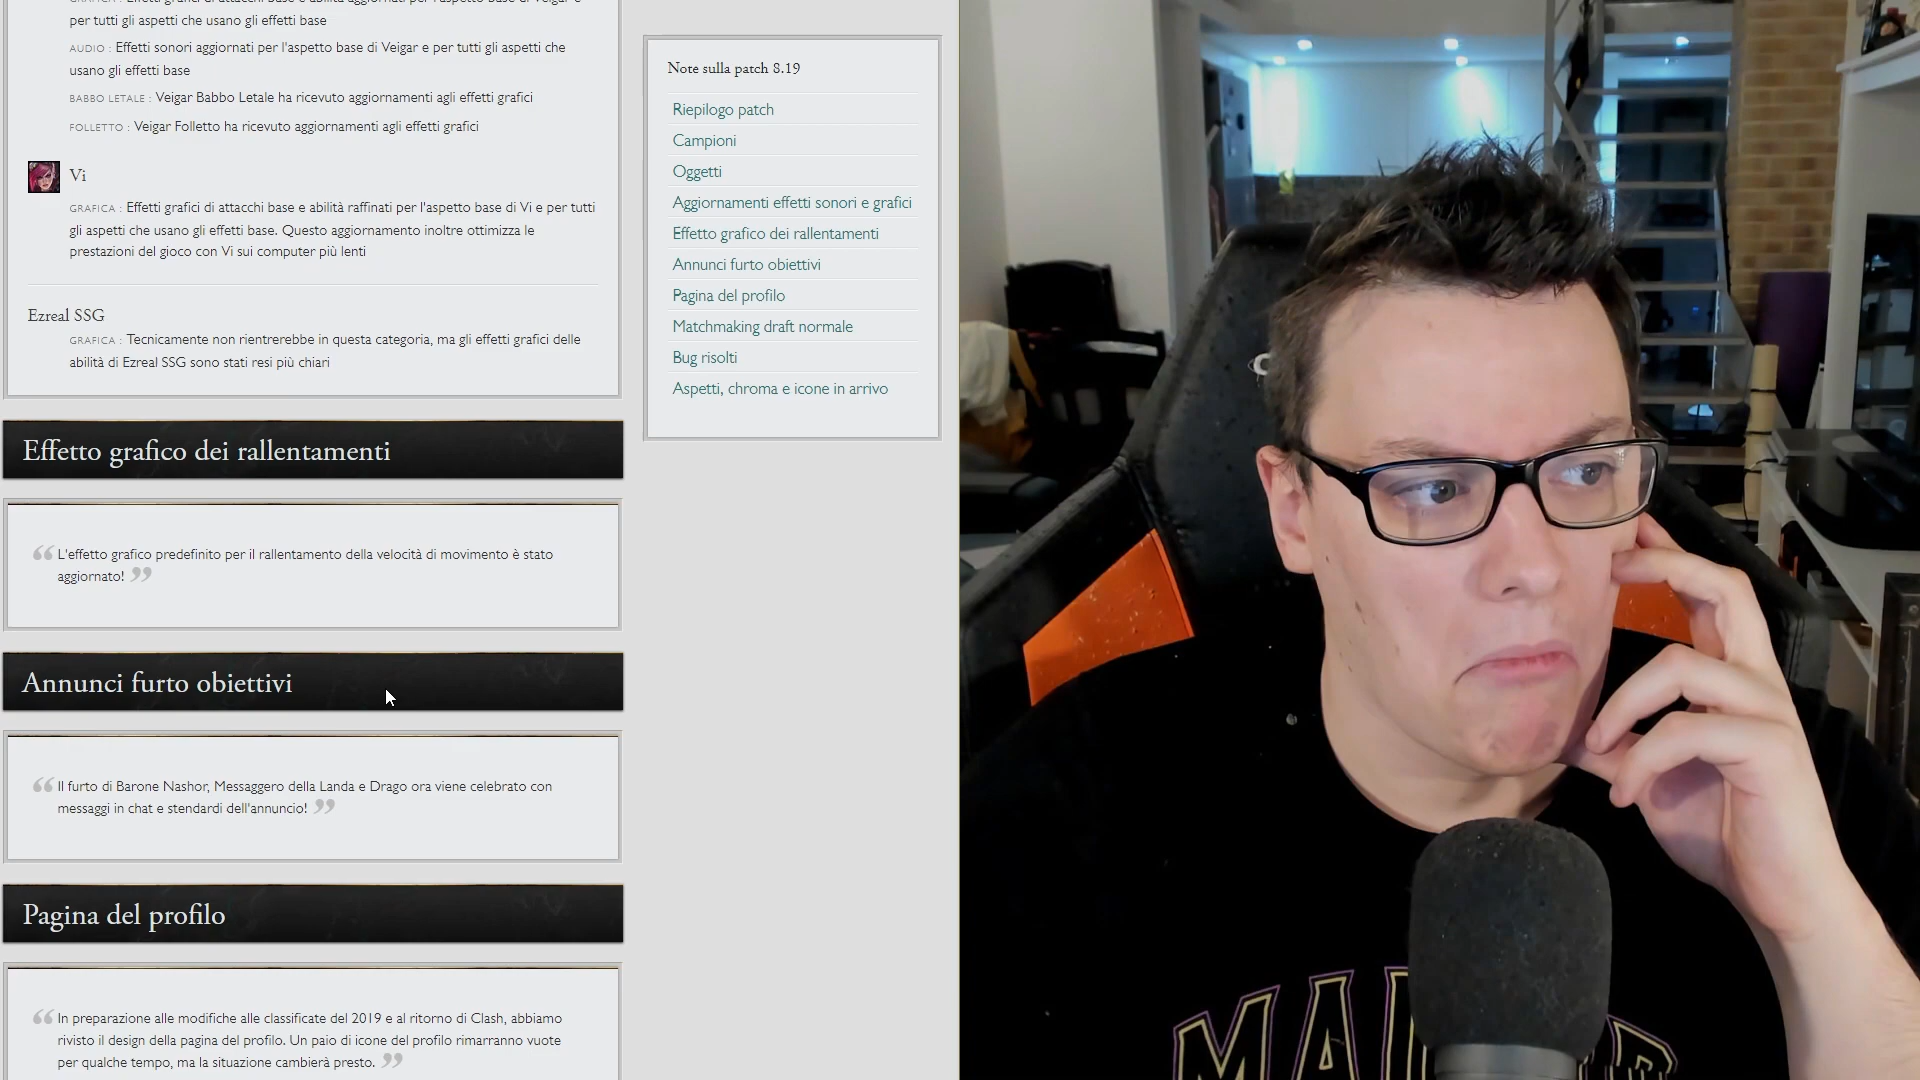 per tutti gli aspetti che usano gli effetti base
AUDIO : Effetti sonori aggiornati per l'aspetto base di Veigar e per tutti gli aspetti che
usano gli effetti base
BABBO LETALE : Veigar Babbo Letale ha ricevuto aggiornamenti agli effetti grafici
FOLLETTO : Veigar Folletto ha ricevuto aggiornamenti agli effetti grafici
Vi
GRAFICA : Effetti grafici di attacchi base e abilità raffinati per l'aspetto base di Vi e per tutti
gli aspetti che usano gli effetti base. Questo aggiornamento inoltre ottimizza le
prestazioni del gioco con Vi sui computer più lenti
Ezreal SSG
GRAFICA : Tecnicamente non rientrerebbe in questa categoria, ma gli effetti grafici delle
abilità di Ezreal SSG sono stati resi più chiari
Effetto grafico dei rallentamenti
“L'effetto grafico predefinito per il rallentamento della velocità di movimento è stato
aggiornato! ”
Annunci furto obiettivi
“Il furto di Barone Nashor, Messaggero della Landa e Drago ora viene celebrato con
messaggi in chat e stendardi dell'annuncio! ”
Pagina del profilo
“In preparazione alle modifiche alle classificate del 2019 e al ritorno di Clash, abbiamo
rivisto il design della pagina del profilo. Un paio di icone del profilo rimarranno vuote
per qualche tempo, ma la situazione cambierà presto. ”
Note sulla patch 8.19
Riepilogo patch
Campioni
Oggetti
Aggiornamenti effetti sonori e grafici
Effetto grafico dei rallentamenti
Annunci furto obiettivi
Pagina del profilo
Matchmaking draft normale
Bug risolti
Aspetti, chroma e icone in arrivo